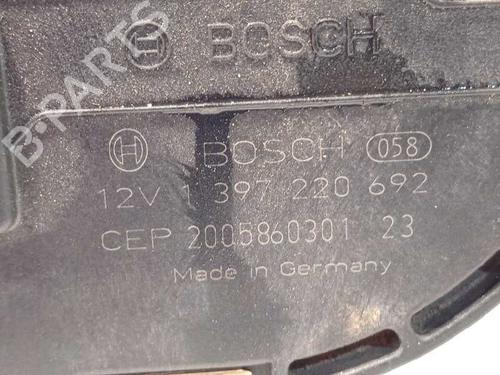 BOSCH
B-PARTS
BOSCH 058
12V 1 397 220 692
CEP 2005860301 23
Made in Germany